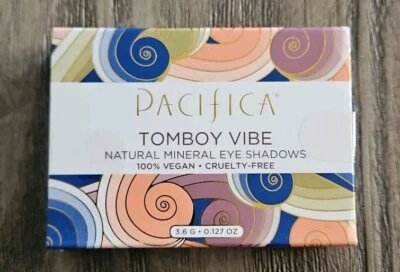 PACIFICA®
TOMBOY VIBE
NATURAL MINERAL EYE SHADOWS
100% VEGAN • CRUELTY-FREE
3.6 G • 0.127 OZ.